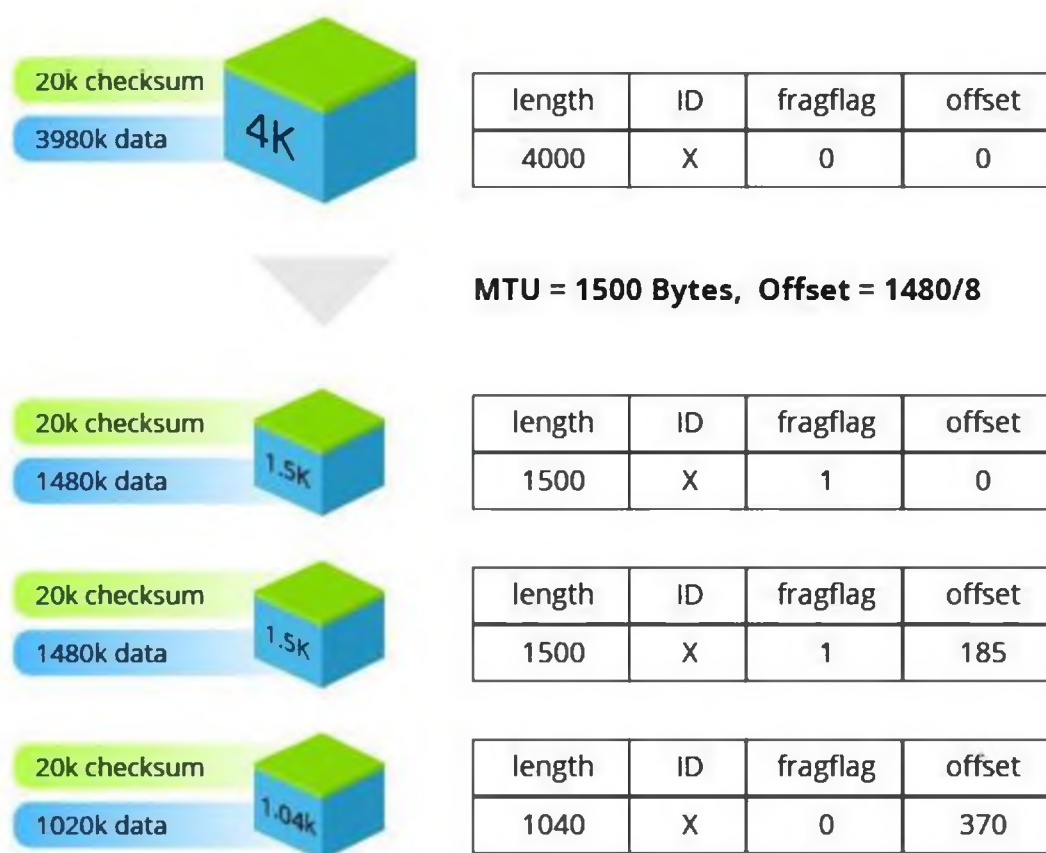 20k checksum
3980k data
4K
length ID fragflag offset
4000 X 0 0
MTU = 1500 Bytes, Offset = 1480/8
20k checksum
1480k data
1.5K
length ID fragflag offset
1500 X 1 0
20k checksum
1480k data
1.5K
length ID fragflag offset
1500 X 1 185
20k checksum
1020k data
1.04k
length ID fragflag offset
1040 X 0 370